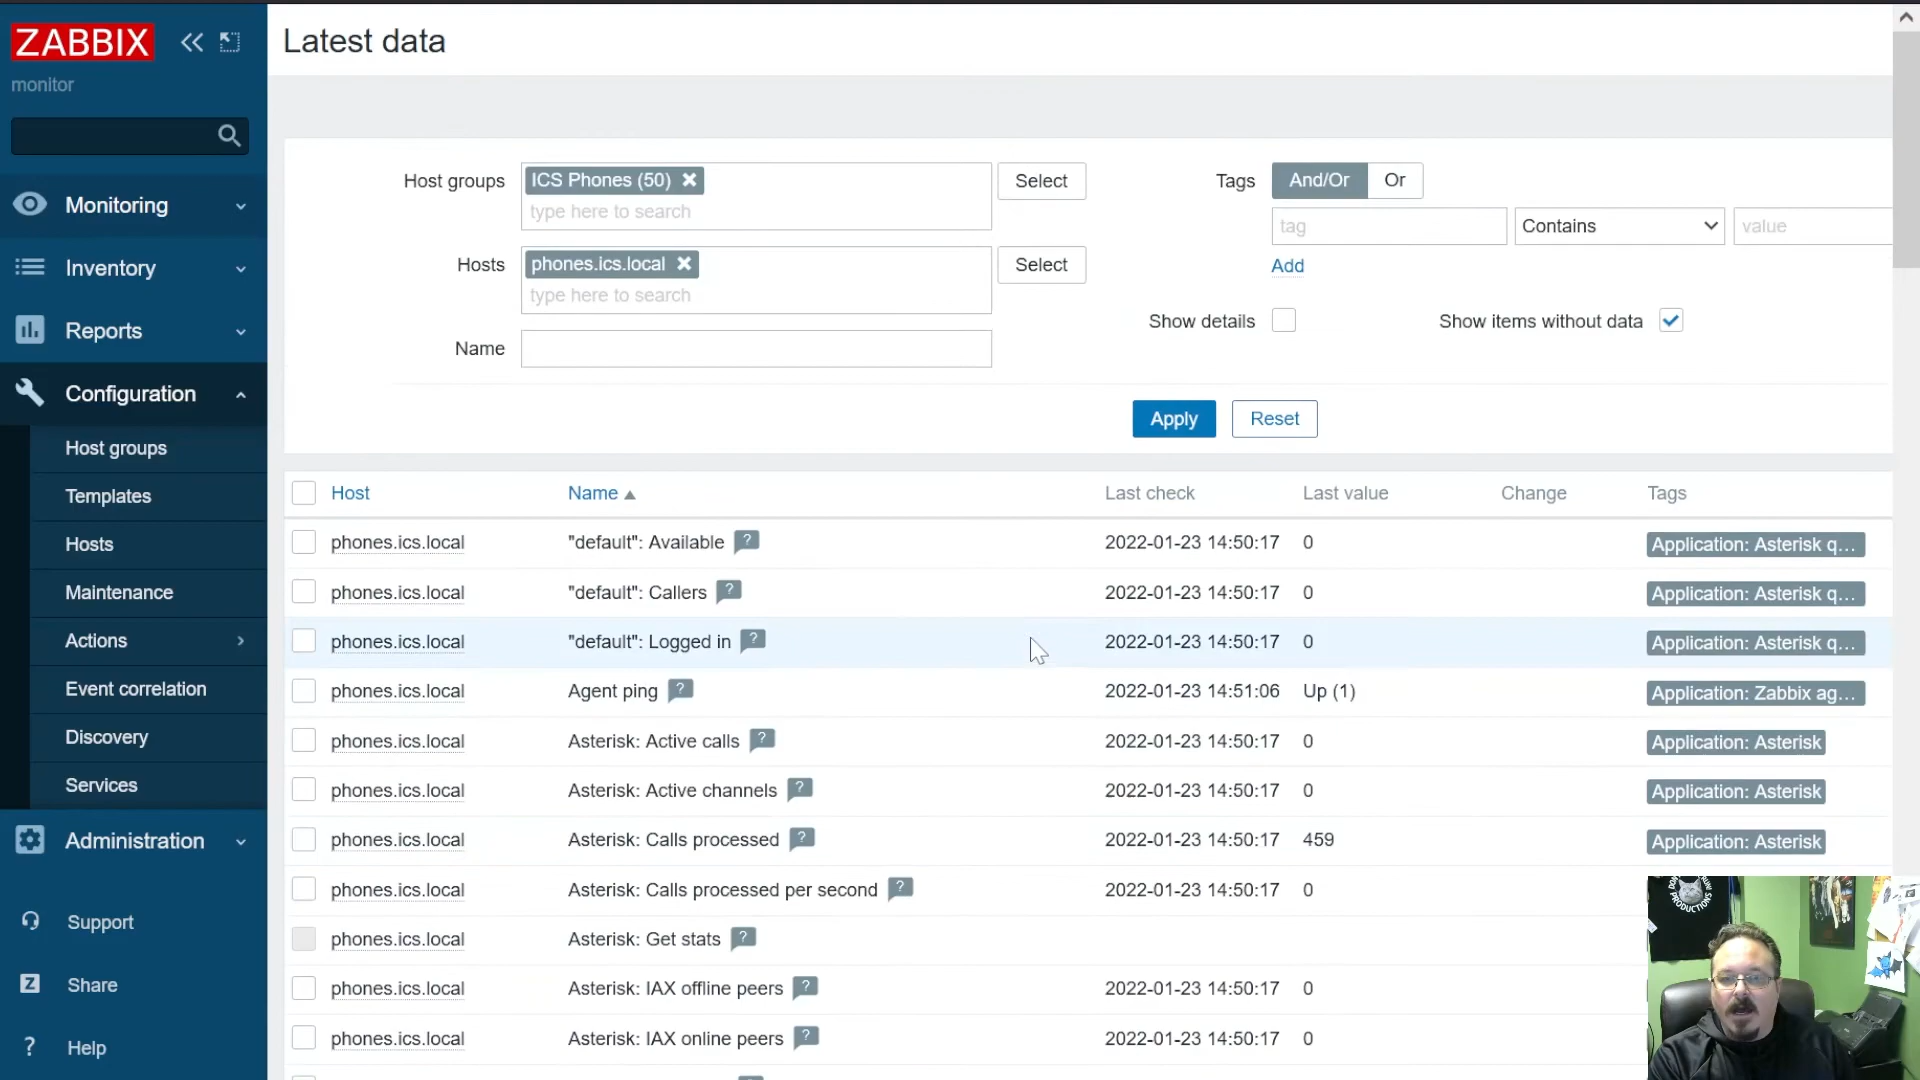 ZABBIX
monitor
Monitoring
Inventory
Reports
Configuration
Host groups
Templates
Hosts
Maintenance
Actions
Event correlation
Discovery
Services
Administration
Support
Share
Help
Latest data
Host groups
ICS Phones (50)
type here to search
Select
Hosts
phones.ics.local
type here to search
Select
Name
Tags
And/Or Or
tag Contains value
Add
Show details
Show items without data
Apply Reset
Host Name Last check Last value Change Tags
phones.ics.local "default": Available ? 2022-01-23 14:50:17 0 Application: Asterisk q...
phones.ics.local "default": Callers ? 2022-01-23 14:50:17 0 Application: Asterisk q...
phones.ics.local "default": Logged in ? 2022-01-23 14:50:17 0 Application: Asterisk q...
phones.ics.local Agent ping ? 2022-01-23 14:51:06 Up (1) Application: Zabbix ag...
phones.ics.local Asterisk: Active calls ? 2022-01-23 14:50:17 0 Application: Asterisk
phones.ics.local Asterisk: Active channels ? 2022-01-23 14:50:17 0 Application: Asterisk
phones.ics.local Asterisk: Calls processed ? 2022-01-23 14:50:17 459 Application: Asterisk
phones.ics.local Asterisk: Calls processed per second ? 2022-01-23 14:50:17 0
phones.ics.local Asterisk: Get stats ?
phones.ics.local Asterisk: IAX offline peers ? 2022-01-23 14:50:17 0
phones.ics.local Asterisk: IAX online peers ? 2022-01-23 14:50:17 0
PRODUCTIONS